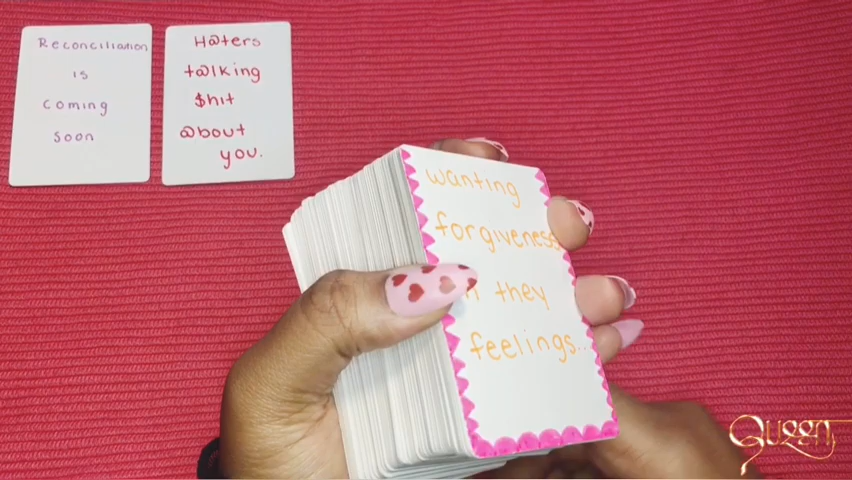 Reconciliation
is
coming
soon
H@ters
t@lking
$hit
@bout
you.
wanting
forgiveness
they
feelings...
Queen